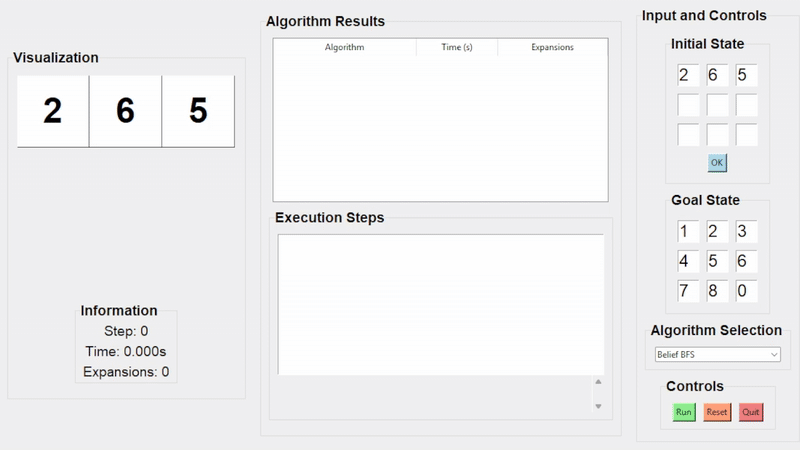 Visualization
2 6 5
Information
Step: 0
Time: 0.000s
Expansions: 0
Algorithm Results
Algorithm Time (s) Expansions
Execution Steps
Input and Controls
Initial State
2 6 5
OK
Goal State
1 2 3
4 5 6
7 8 0
Algorithm Selection
Belief BFS
Controls
Run Reset Quit